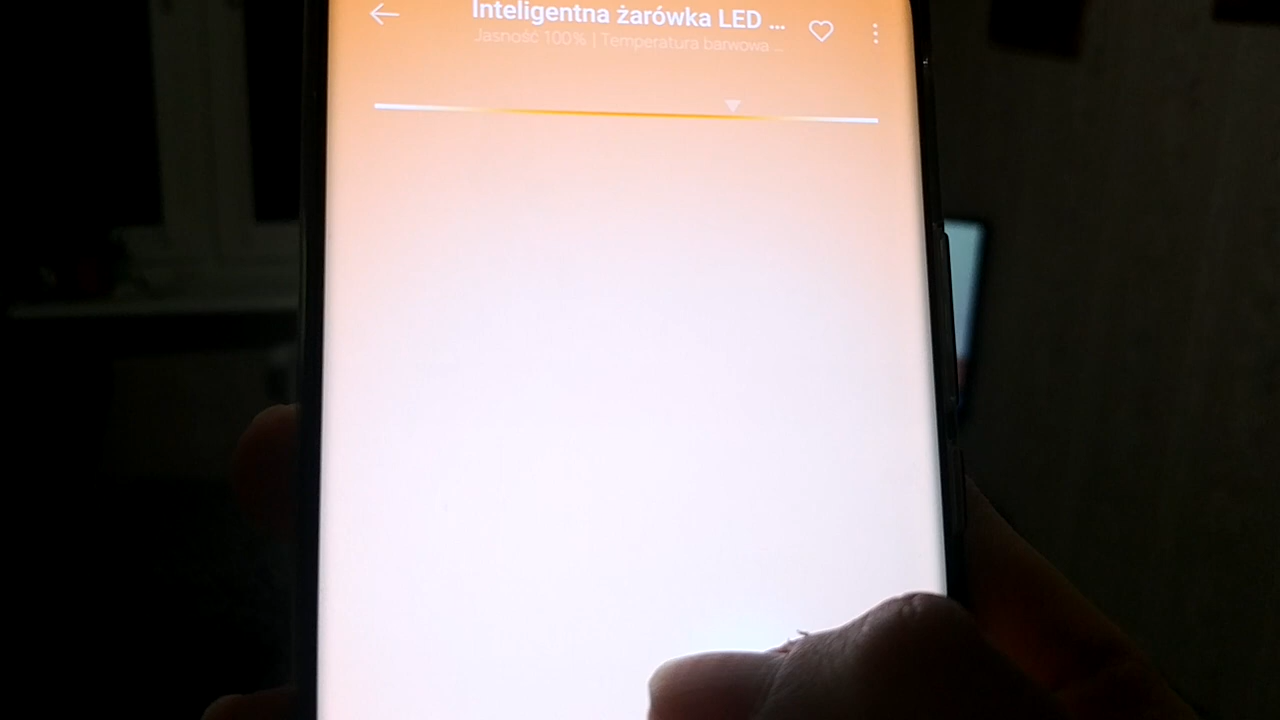 Inteligentna żarówka LED ...
Jasność 100% | Temperatura barwowa ...